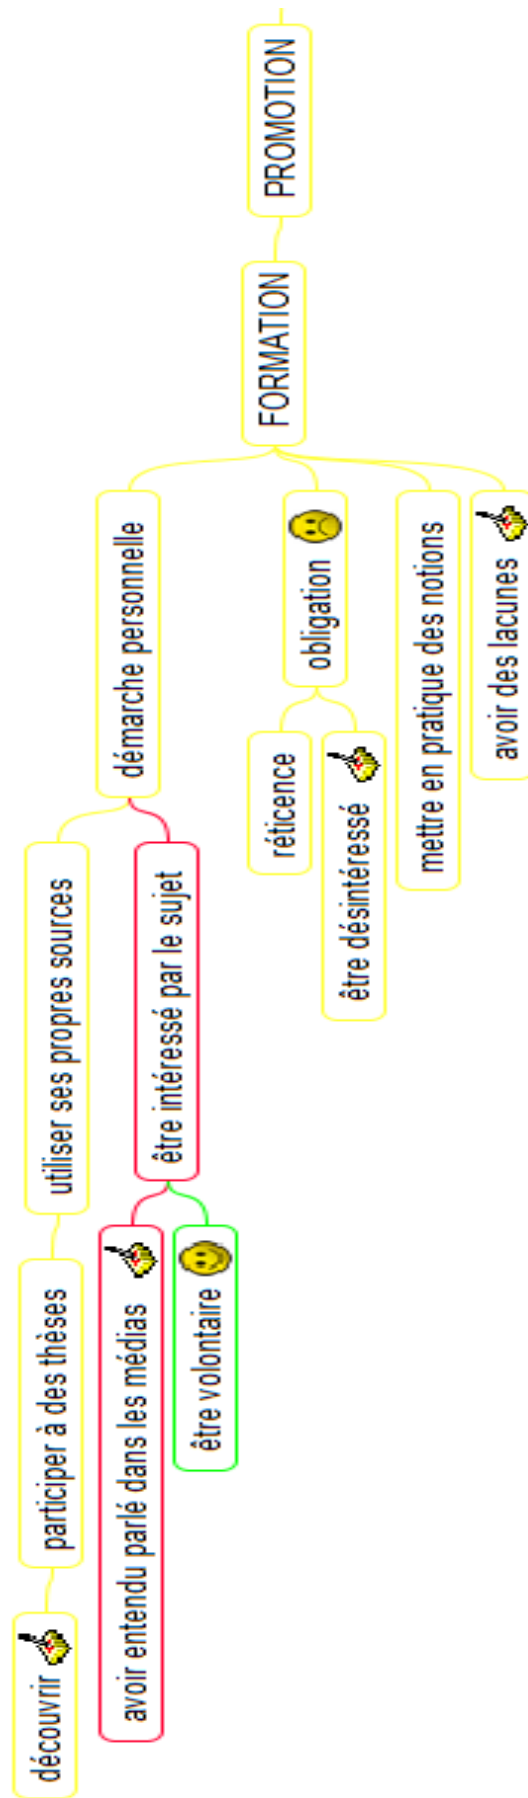 PROMOTION
FORMATION
démarche personnelle
utiliser ses propres sources
participer à des thèses
découvrir
être intéressé par le sujet
avoir entendu parlé dans les médias
être volontaire
obligation
réticence
être désintéressé
mettre en pratique des notions
avoir des lacunes